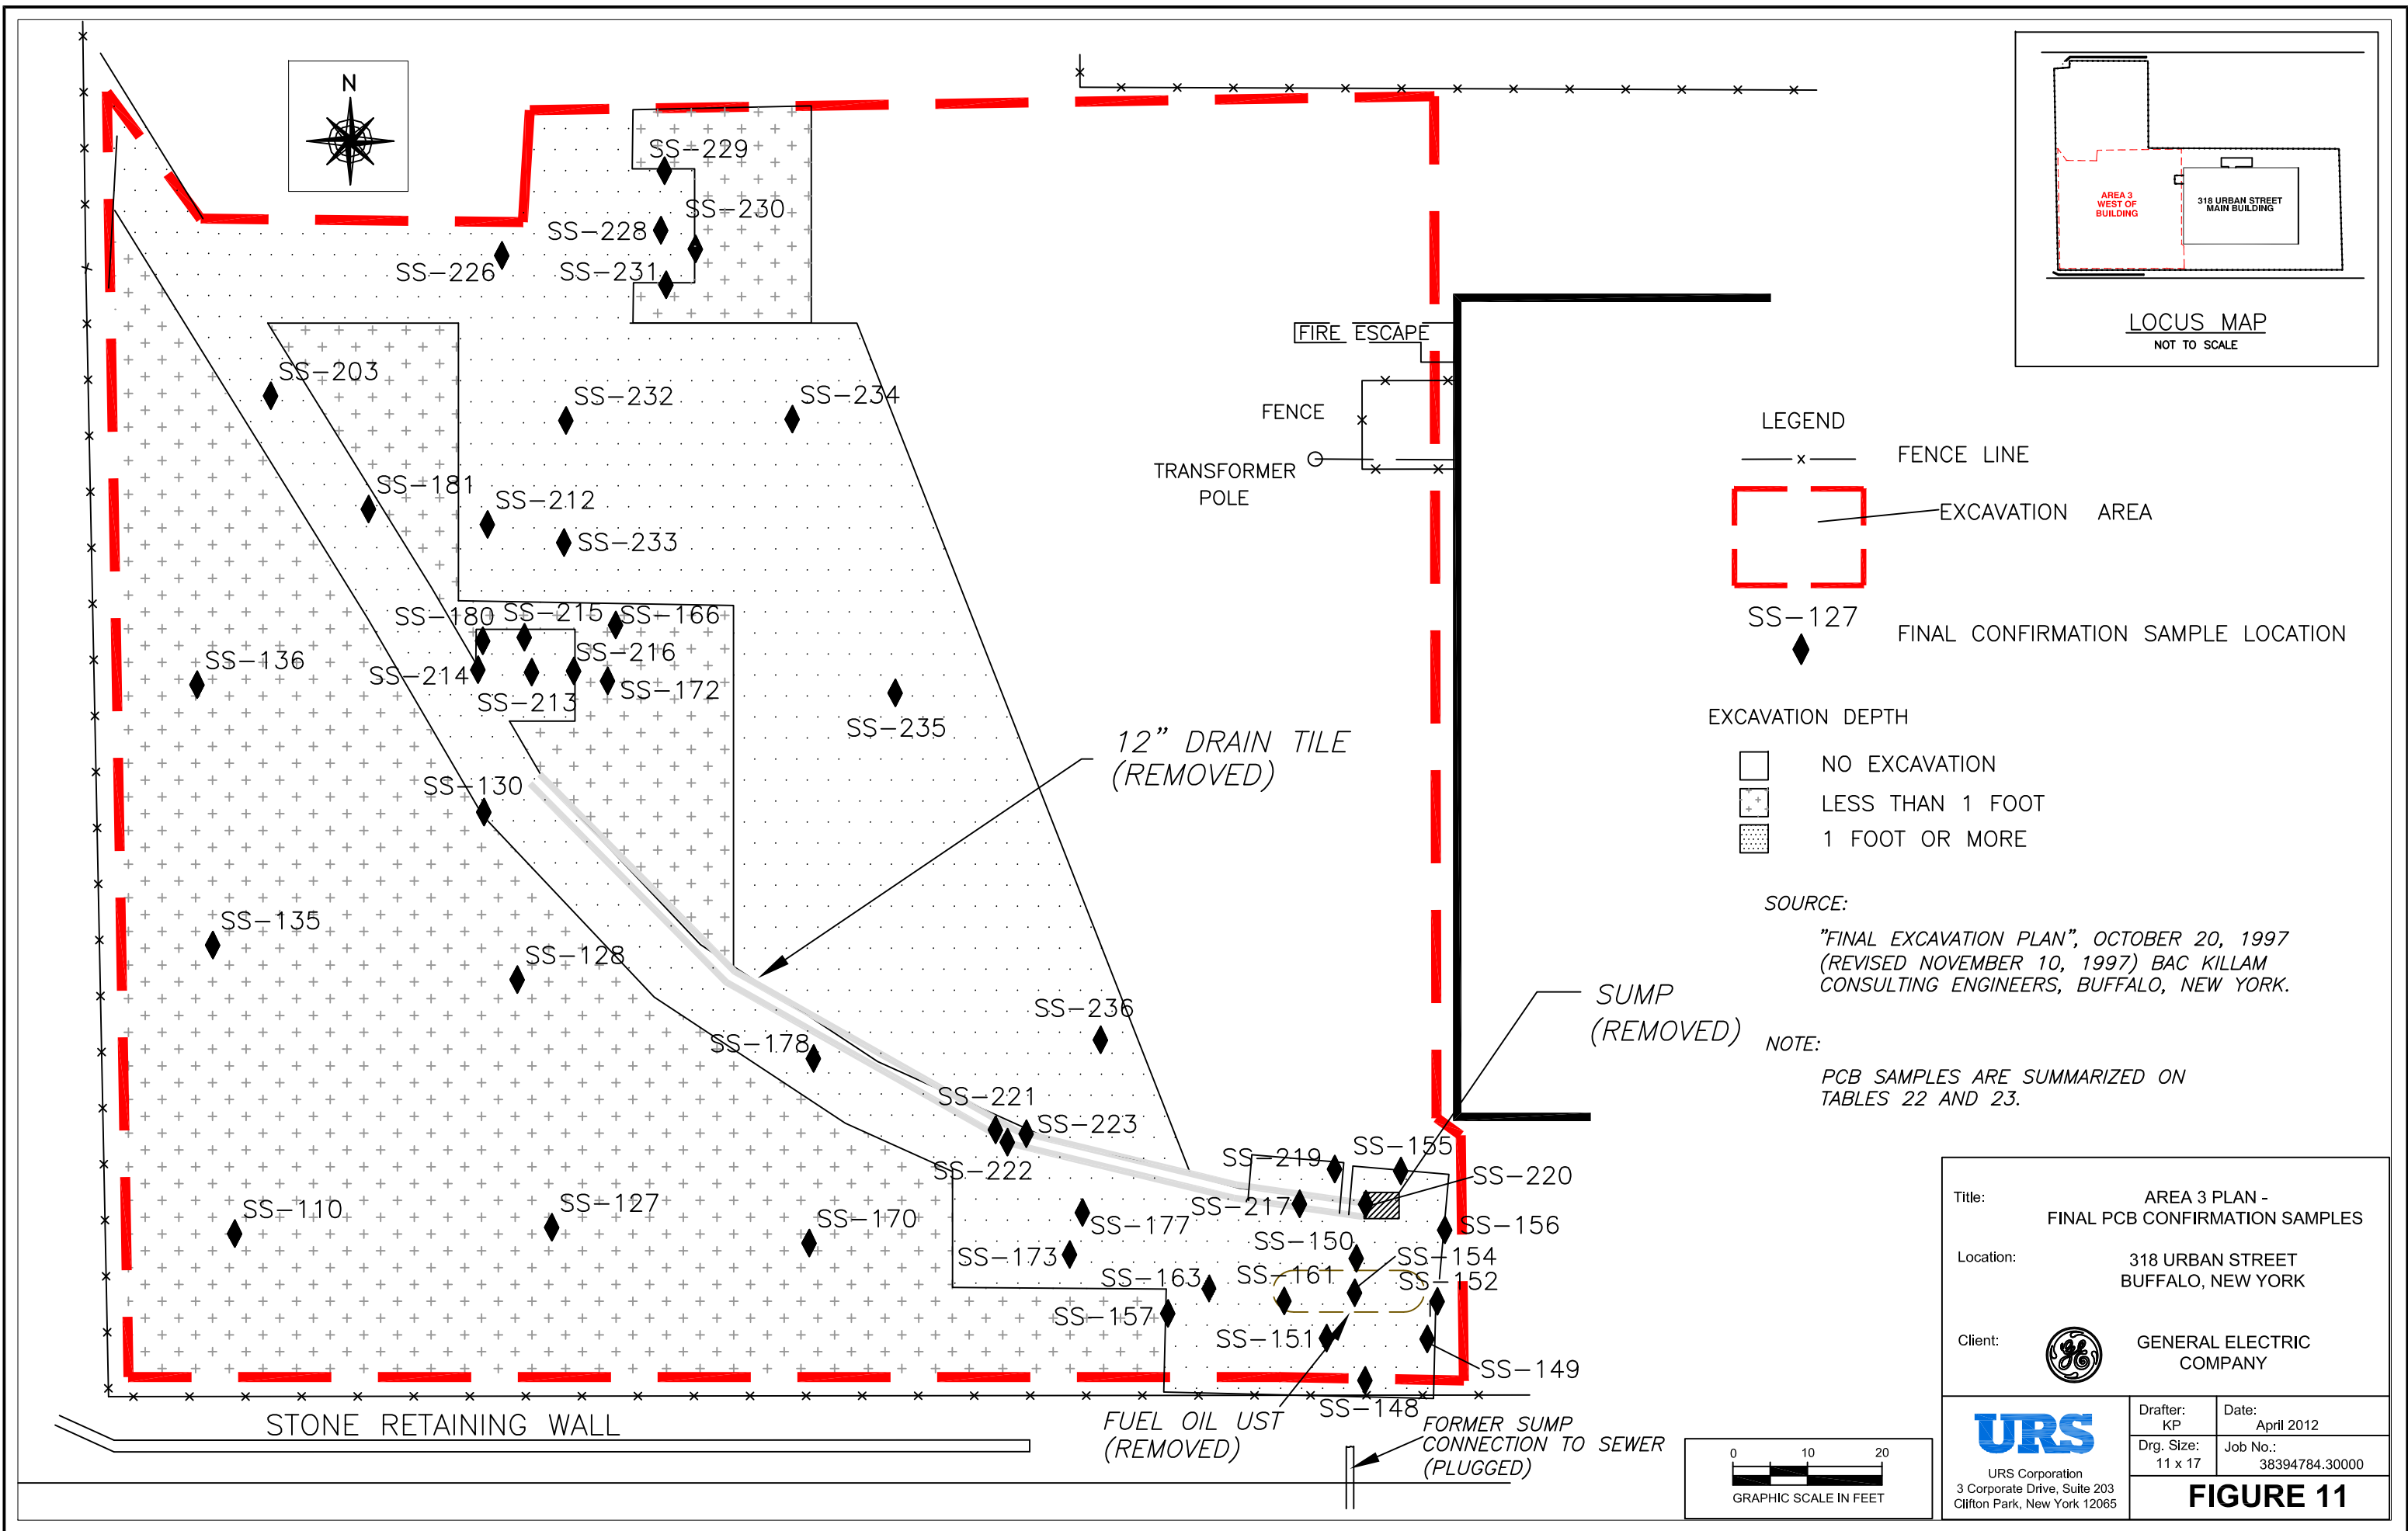 N
SS-229
SS-230
SS-228
SS-226
SS-231
SS-203
SS-232
SS-234
SS-181
SS-212
SS-233
SS-180
SS-215
SS-166
SS-136
SS-214
SS-216
SS-213
SS-172
SS-235
SS-130
12" DRAIN TILE
(REMOVED)
SS-135
SS-128
SS-236
SS-178
SS-221
SS-223
SS-222
SS-219
SS-155
SS-220
SS-110
SS-127
SS-170
SS-177
SS-217
SS-156
SS-173
SS-150
SS-154
SS-163
SS-161
SS-152
SS-157
SS-151
SS-149
SS-148
FIRE ESCAPE
FENCE
TRANSFORMER
POLE
SUMP
(REMOVED)
STONE RETAINING WALL
FUEL OIL UST
(REMOVED)
FORMER SUMP
CONNECTION TO SEWER
(PLUGGED)
AREA 3
WEST OF
BUILDING
318 URBAN STREET
MAIN BUILDING
LOCUS MAP
NOT TO SCALE
LEGEND
x FENCE LINE
EXCAVATION AREA
SS-127
FINAL CONFIRMATION SAMPLE LOCATION
EXCAVATION DEPTH
NO EXCAVATION
LESS THAN 1 FOOT
1 FOOT OR MORE
SOURCE:
"FINAL EXCAVATION PLAN", OCTOBER 20, 1997
(REVISED NOVEMBER 10, 1997) BAC KILLAM
CONSULTING ENGINEERS, BUFFALO, NEW YORK.
NOTE:
PCB SAMPLES ARE SUMMARIZED ON
TABLES 22 AND 23.
0 10 20
GRAPHIC SCALE IN FEET
Title:
AREA 3 PLAN -
FINAL PCB CONFIRMATION SAMPLES
Location:
318 URBAN STREET
BUFFALO, NEW YORK
Client:
GE
GENERAL ELECTRIC
COMPANY
URS
URS Corporation
3 Corporate Drive, Suite 203
Clifton Park, New York 12065
Drafter:
KP
Date:
April 2012
Drg. Size:
11 x 17
Job No.:
38394784.30000
FIGURE 11